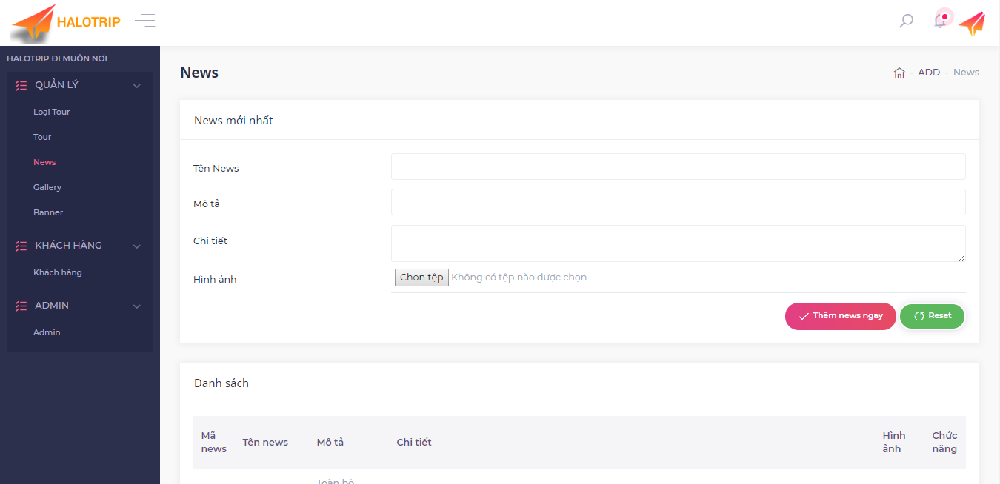 HALOTRIP
HALOTRIP ĐI MUÔN NƠI
QUẢN LÝ
Loại Tour
Tour
News
Gallery
Banner
KHÁCH HÀNG
Khách hàng
ADMIN
Admin
News
- ADD - News
News mới nhất
Tên News
Mô tả
Chi tiết
Hình ảnh
Chọn tệp Không có tệp nào được chọn
Thêm news ngay
Reset
Danh sách
Mã news
Tên news
Mô tả
Chi tiết
Hình ảnh
Chức năng
Toàn bộ